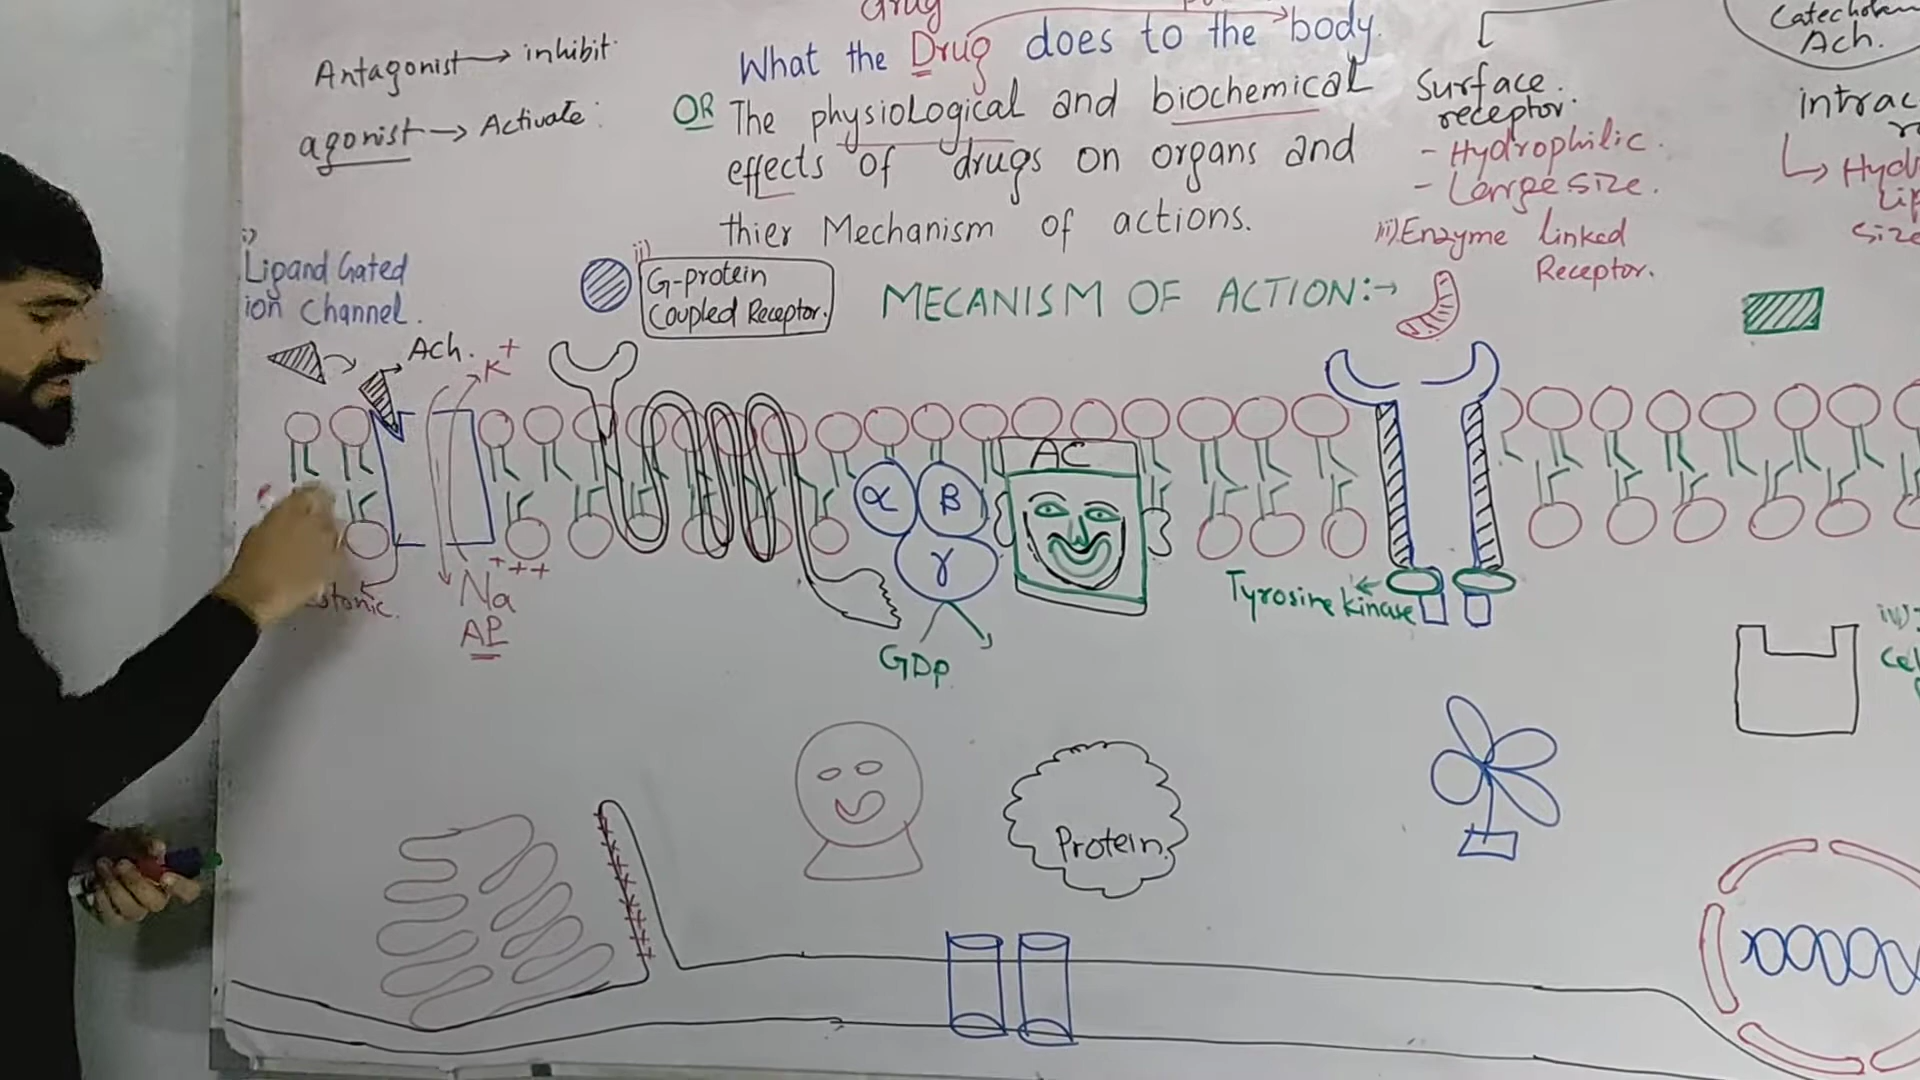 drug
Antagonist → inhibit
agonist → Activate:
What the Drug does to the body.
OR The physiological and biochemical
effects of drugs on organs and
thier Mechanism of actions.
Surface
receptor.
- Hydrophilic.
- Large size.
Ach.
i)
Ligand Gated
ion Channel.
ii)
G-protein
Coupled Receptor.
MECANISM OF ACTION:→
iii) Enzyme linked
Receptor.
size
Ach.
K+
AC
α
β
γ
Na+++
AP
GDP
Tyrosine kinase
Protein